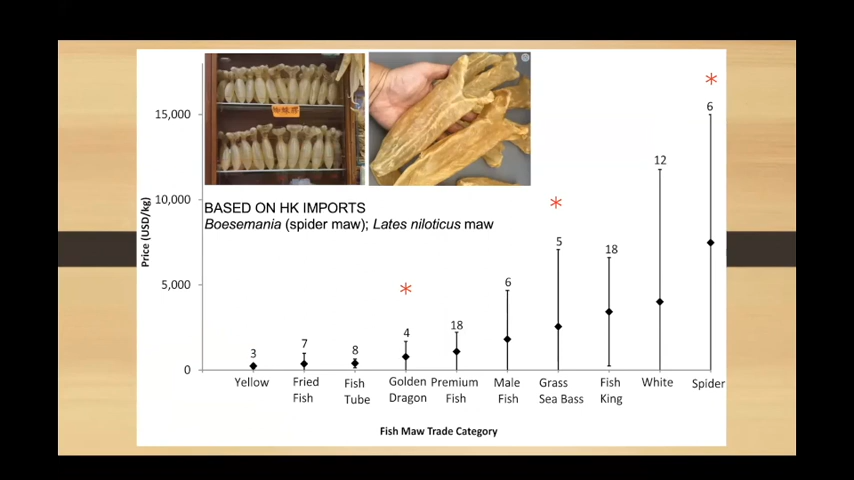 15,000
10,000
5,000
0
Price (USD/kg)
BASED ON HK IMPORTS
Boesemania (spider maw); Lates niloticus maw
3
7
8
4
18
6
5
18
12
6
*
*
*
Yellow
Fried Fish
Fish Tube
Golden Dragon
Premium Fish
Male Fish
Grass Sea Bass
Fish King
White
Spider
Fish Maw Trade Category